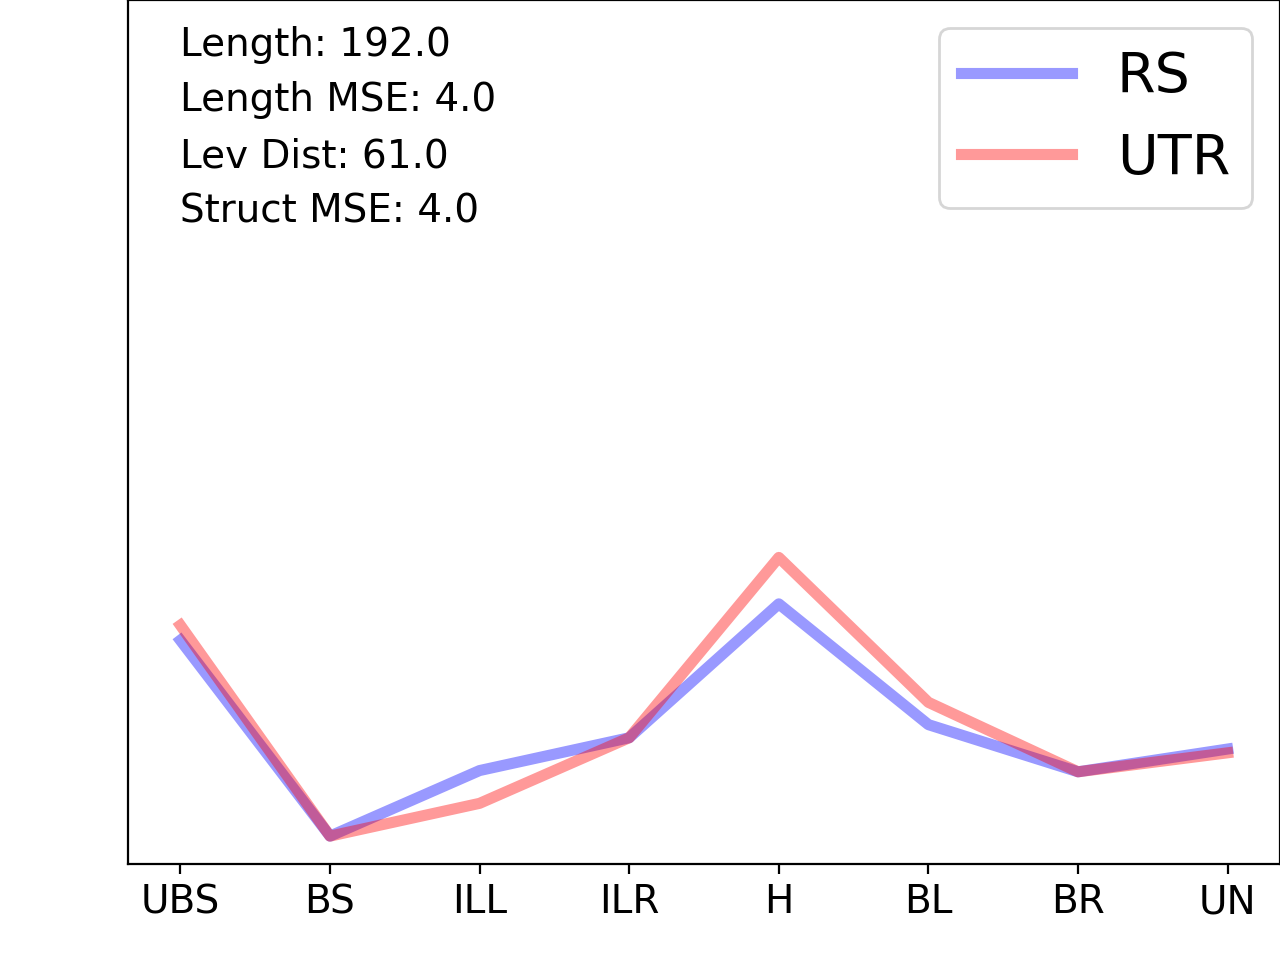 Length: 192.0
Length MSE: 4.0
Lev Dist: 61.0
Struct MSE: 4.0
RS
UTR
UBS BS ILL ILR H BL BR UN